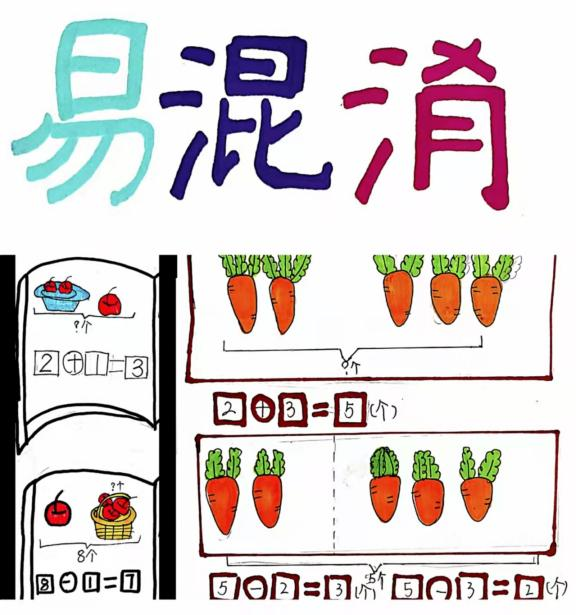 易混淆
?个
2+1=3
?个
8个
8-1=7
?个
2+3=5(个)
5个
5-2=3(个) 5-3=2(个)